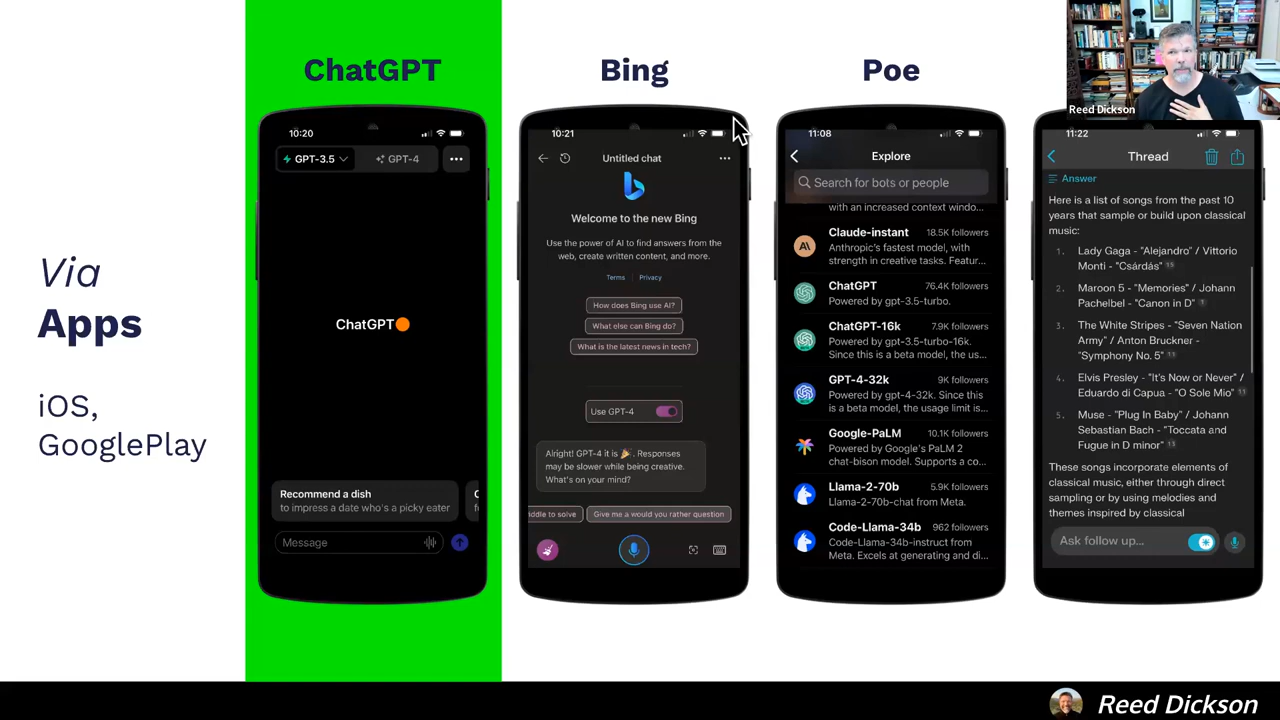 Via
Apps
iOS,
GooglePlay
ChatGPT
10:20
GPT-3.5
GPT-4
ChatGPT
Recommend a dish
to impress a date who's a picky eater
C
f
Message
Bing
10:21
Untitled chat
Welcome to the new Bing
Use the power of AI to find answers from the
web, create written content, and more.
Terms Privacy
How does Bing use AI?
What else can Bing do?
What is the latest news in tech?
Use GPT-4
Alright! GPT-4 it is 🎉. Responses
may be slower while being creative.
What's on your mind?
ddle to solve
Give me a would you rather question
Poe
11:08
Explore
Search for bots or people
with an increased context windo...
Claude-instant 18.5K followers
Anthropic's fastest model, with
strength in creative tasks. Featur...
ChatGPT 76.4K followers
Powered by gpt-3.5-turbo.
ChatGPT-16k 7.9K followers
Powered by gpt-3.5-turbo-16k.
Since this is a beta model, the us...
GPT-4-32k 9K followers
Powered by gpt-4-32k. Since this
is a beta model, the usage limit is...
Google-PaLM 10.1K followers
Powered by Google's PaLM 2
chat-bison model. Supports a co...
Llama-2-70b 5.9K followers
Llama-2-70b-chat from Meta.
Code-Llama-34b 962 followers
Code-Llama-34b-instruct from
Meta. Excels at generating and di...
Reed Dickson
11:22
Thread
Answer
Here is a list of songs from the past 10
years that sample or build upon classical
music:
1. Lady Gaga - "Alejandro" / Vittorio
Monti - "Csárdás"
2. Maroon 5 - "Memories" / Johann
Pachelbel - "Canon in D"
3. The White Stripes - "Seven Nation
Army" / Anton Bruckner -
"Symphony No. 5"
4. Elvis Presley - "It's Now or Never" /
Eduardo di Capua - "O Sole Mio"
5. Muse - "Plug In Baby" / Johann
Sebastian Bach - "Toccata and
Fugue in D minor"
These songs incorporate elements of
classical music, either through direct
sampling or by using melodies and
themes inspired by classical
Ask follow up...
Reed Dickson